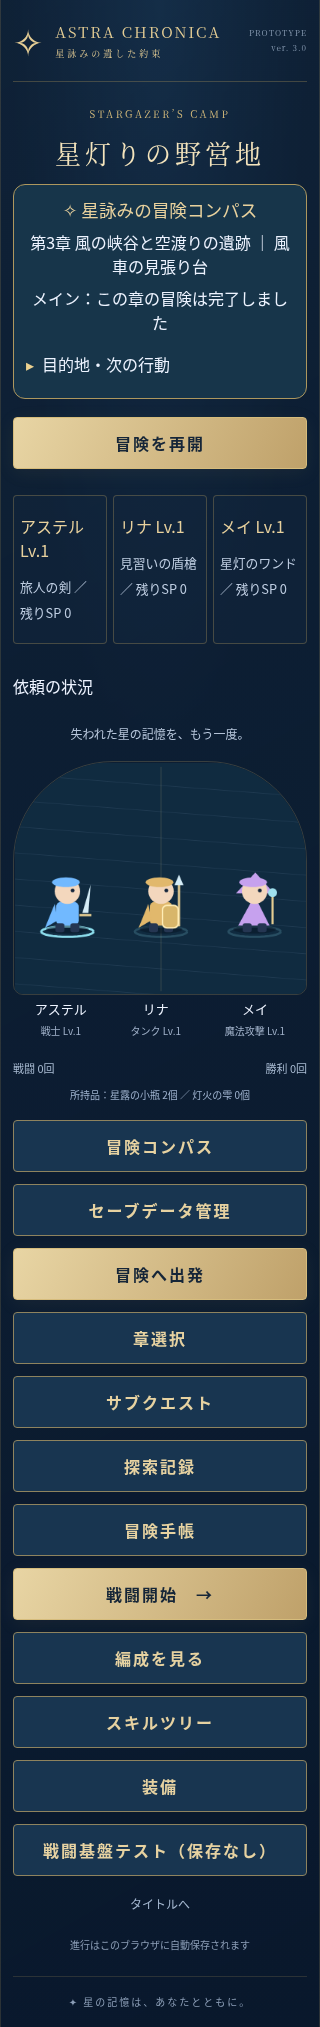 ASTRA CHRONICA
星詠みの遺した約束
PROTOTYPE
ver. 3.0
STARGAZER'S CAMP
星灯りの野営地
✧ 星詠みの冒険コンパス
第3章 風の峡谷と空渡りの遺跡 ｜ 風
車の見張り台
メイン：この章の冒険は完了しまし
た
▸ 目的地・次の行動
冒険を再開
アステル
Lv.1
旅人の剣 ／
残りSP 0
リナ Lv.1
見習いの盾槍
／ 残りSP 0
メイ Lv.1
星灯のワンド
／ 残りSP 0
依頼の状況
失われた星の記憶を、もう一度。
アステル
戦士 Lv.1
リナ
タンク Lv.1
メイ
魔法攻撃 Lv.1
戦闘 0回
勝利 0回
所持品：星露の小瓶 2個 ／ 灯火の雫 0個
冒険コンパス
セーブデータ管理
冒険へ出発
章選択
サブクエスト
探索記録
冒険手帳
戦闘開始 →
編成を見る
スキルツリー
装備
戦闘基盤テスト（保存なし）
タイトルへ
進行はこのブラウザに自動保存されます
✦ 星の記憶は、あなたとともに。